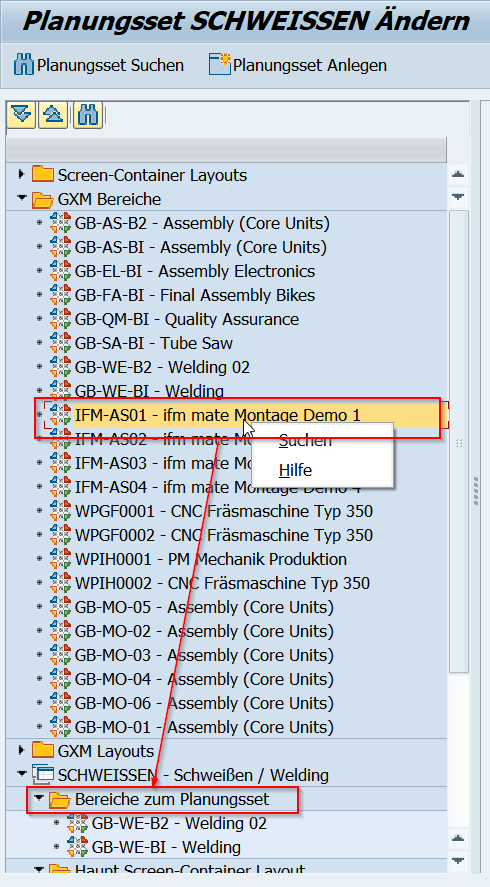 Planungsset SCHWEISSEN Ändern
Planungsset Suchen Planungsset Anlegen
Screen-Container Layouts
GXM Bereiche
GB-AS-B2 - Assembly (Core Units)
GB-AS-BI - Assembly (Core Units)
GB-EL-BI - Assembly Electronics
GB-FA-BI - Final Assembly Bikes
GB-QM-BI - Quality Assurance
GB-SA-BI - Tube Saw
GB-WE-B2 - Welding 02
GB-WE-BI - Welding
IFM-AS01 - ifm mate Montage Demo 1
IFM-AS02 - ifm mate
Suchen
IFM-AS03 - ifm mate
Hilfe
IFM-AS04 - ifm mate Montage Demo 4
WPGF0001 - CNC Fräsmaschine Typ 350
WPGF0002 - CNC Fräsmaschine Typ 350
WPIH0001 - PM Mechanik Produktion
WPIH0002 - CNC Fräsmaschine Typ 350
GB-MO-05 - Assembly (Core Units)
GB-MO-02 - Assembly (Core Units)
GB-MO-03 - Assembly (Core Units)
GB-MO-04 - Assembly (Core Units)
GB-MO-06 - Assembly (Core Units)
GB-MO-01 - Assembly (Core Units)
GXM Layouts
SCHWEISSEN - Schweißen / Welding
Bereiche zum Planungsset
GB-WE-B2 - Welding 02
GB-WE-BI - Welding
Haupt Screen-Container Layout